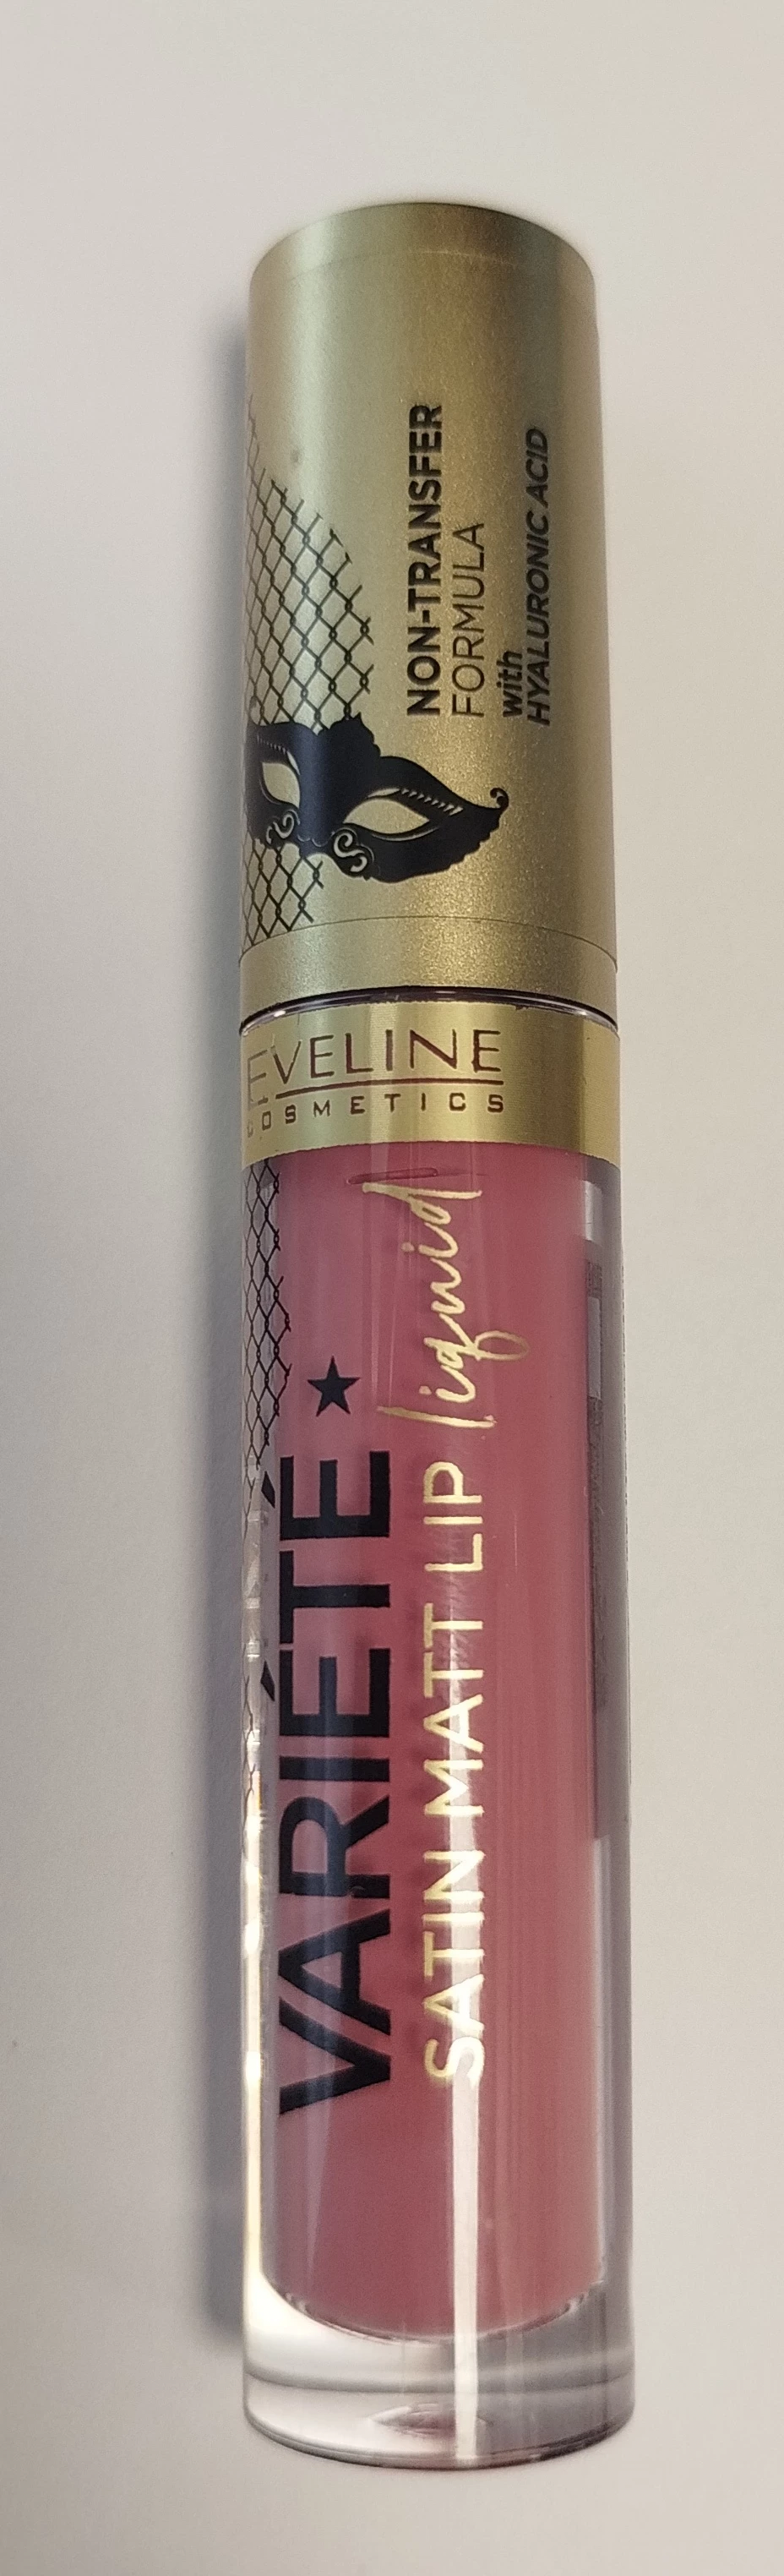 NON-TRANSFER
FORMULA
with
HYALURONIC ACID
EVELINE
COSMETICS
VARIÉTÉ
SATIN MATT LIP liquid